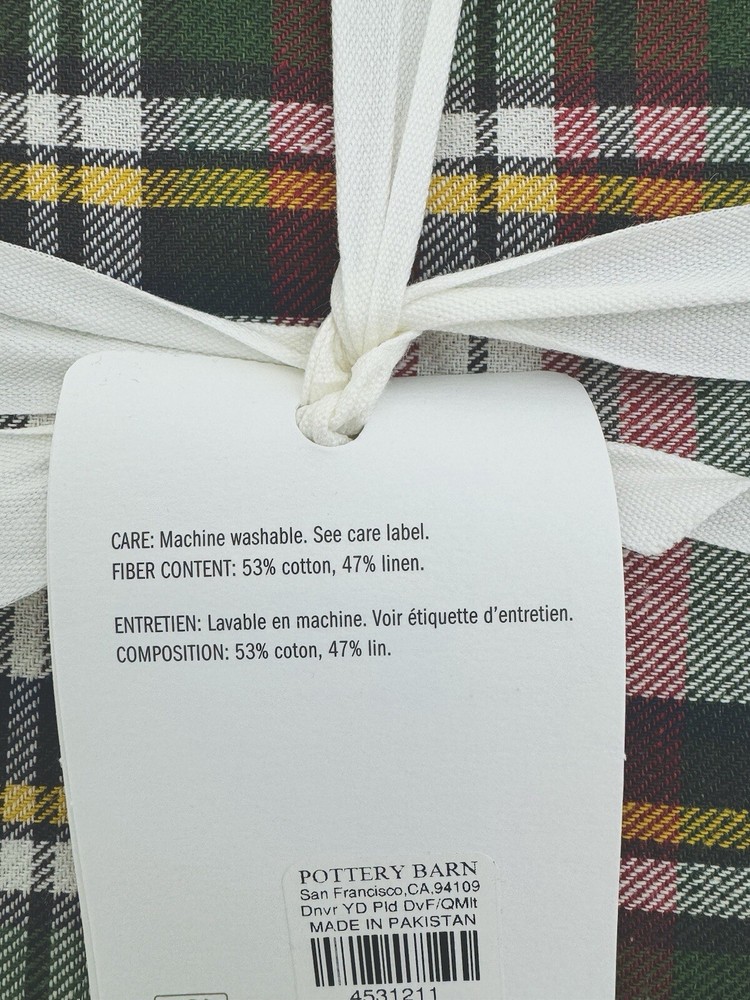 CARE: Machine washable. See care label.
FIBER CONTENT: 53% cotton, 47% linen.
ENTRETIEN: Lavable en machine. Voir étiquette d'entretien.
COMPOSITION: 53% coton, 47% lin.
POTTERY BARN
San Francisco,CA,94109
Dnvr YD Pld DvF/QMlt
MADE IN PAKISTAN
4531211